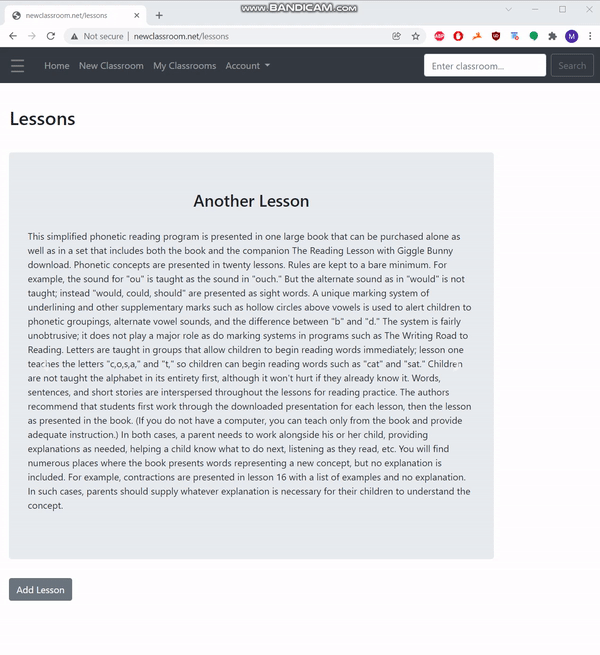 www.BANDICAM.com
newclassroom.net/lessons
Not secure | newclassroom.net/lessons
ABP
M
Home New Classroom My Classrooms Account
Enter classroom...
Search
Lessons
Another Lesson
This simplified phonetic reading program is presented in one large book that can be purchased alone as
well as in a set that includes both the book and the companion The Reading Lesson with Giggle Bunny
download. Phonetic concepts are presented in twenty lessons. Rules are kept to a bare minimum. For
example, the sound for "ou" is taught as the sound in "ouch." But the alternate sound as in "would" is not
taught; instead "would, could, should" are presented as sight words. A unique marking system of
underlining and other supplementary marks such as hollow circles above vowels is used to alert children to
phonetic groupings, alternate vowel sounds, and the difference between "b" and "d." The system is fairly
unobtrusive; it does not play a major role as do marking systems in programs such as The Writing Road to
Reading. Letters are taught in groups that allow children to begin reading words immediately; lesson one
teaches the letters "c,o,s,a," and "t," so children can begin reading words such as "cat" and "sat." Children
are not taught the alphabet in its entirety first, although it won't hurt if they already know it. Words,
sentences, and short stories are interspersed throughout the lessons for reading practice. The authors
recommend that students first work through the downloaded presentation for each lesson, then the lesson
as presented in the book. (If you do not have a computer, you can teach only from the book and provide
adequate instruction.) In both cases, a parent needs to work alongside his or her child, providing
explanations as needed, helping a child know what to do next, listening as they read, etc. You will find
numerous places where the book presents words representing a new concept, but no explanation is
included. For example, contractions are presented in lesson 16 with a list of examples and no explanation.
In such cases, parents should supply whatever explanation is necessary for their children to understand the
concept.
Add Lesson